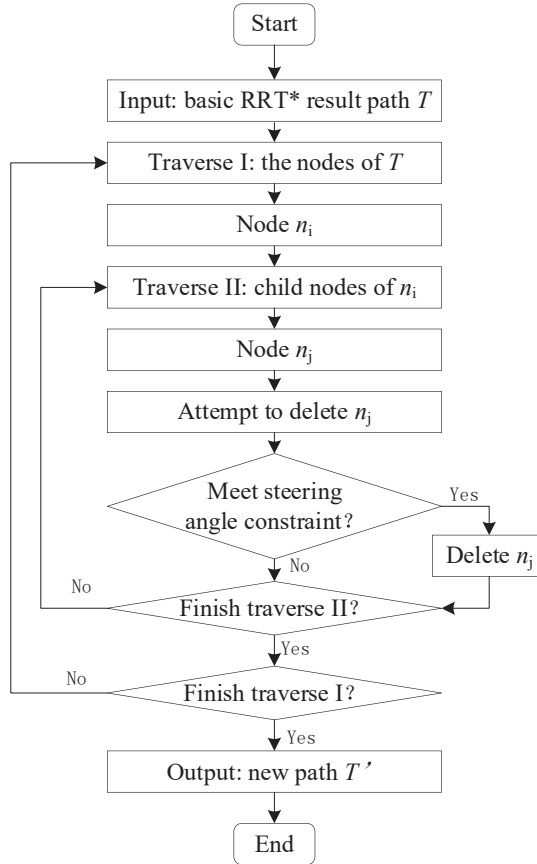 Start
Input: basic RRT* result path T
Traverse I: the nodes of T
Node ni
Traverse II: child nodes of ni
Node nj
Attempt to delete nj
Meet steering
angle constraint?
Yes
Delete nj
No
Finish traverse II?
No
Yes
Finish traverse I?
No
Yes
Output: new path T′
End